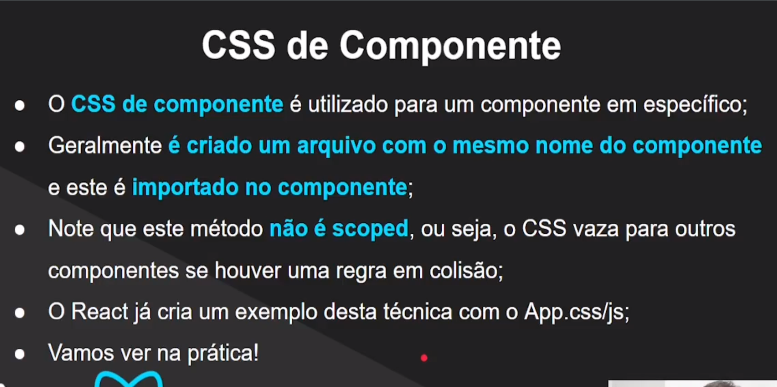 CSS de Componente
● O CSS de componente é utilizado para um componente em específico;
● Geralmente é criado um arquivo com o mesmo nome do componente
e este é importado no componente;
● Note que este método não é scoped, ou seja, o CSS vaza para outros
componentes se houver uma regra em colisão;
● O React já cria um exemplo desta técnica com o App.css/js;
● Vamos ver na prática!